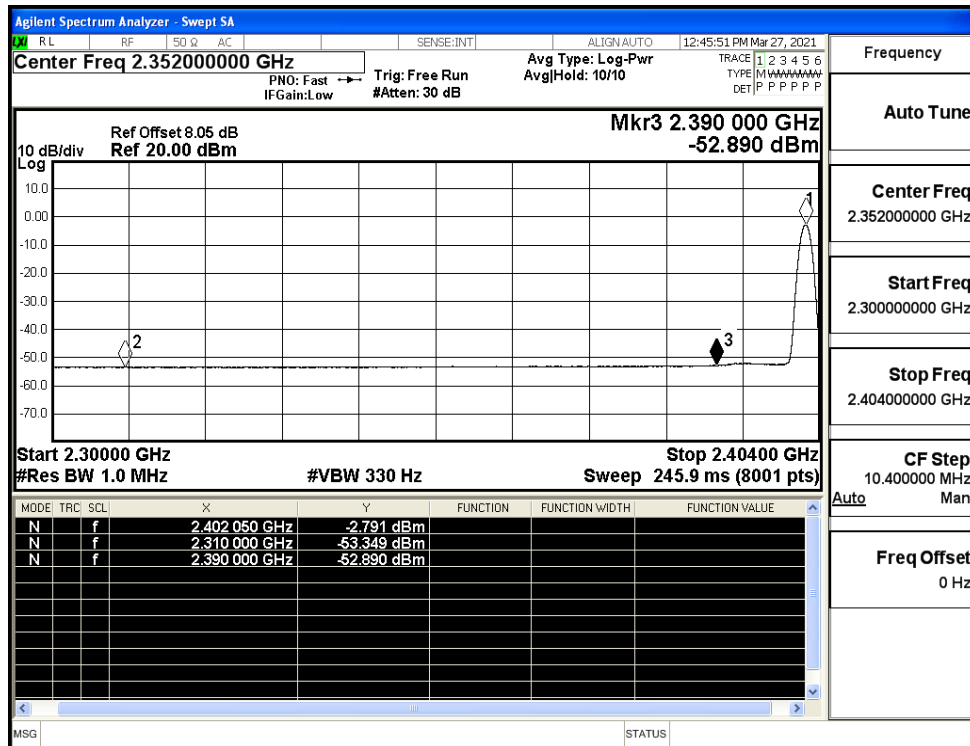 Agilent Spectrum Analyzer - Swept SA
LXI RL RF 50 Ω AC SENSE:INT ALIGN AUTO 12:45:51 PM Mar 27, 2021
Center Freq 2.352000000 GHz
PNO: Fast
IFGain:Low
Trig: Free Run
#Atten: 30 dB
Avg Type: Log-Pwr
Avg|Hold: 10/10
TRACE 1 2 3 4 5 6
TYPE M W W W W W
DET P P P P P P
Ref Offset 8.05 dB
10 dB/div Ref 20.00 dBm
Log
Mkr3 2.390 000 GHz
-52.890 dBm
10.0
0.00
-10.0
-20.0
-30.0
-40.0
-50.0
-60.0
-70.0
1
2
3
Start 2.30000 GHz Stop 2.40400 GHz
#Res BW 1.0 MHz #VBW 330 Hz Sweep 245.9 ms (8001 pts)
MODE TRC SCL X Y FUNCTION FUNCTION WIDTH FUNCTION VALUE
N f 2.402 050 GHz -2.791 dBm
N f 2.310 000 GHz -53.349 dBm
N f 2.390 000 GHz -52.890 dBm
MSG STATUS
Frequency
Auto Tune
Center Freq
2.352000000 GHz
Start Freq
2.300000000 GHz
Stop Freq
2.404000000 GHz
CF Step
10.400000 MHz
Auto Man
Freq Offset
0 Hz